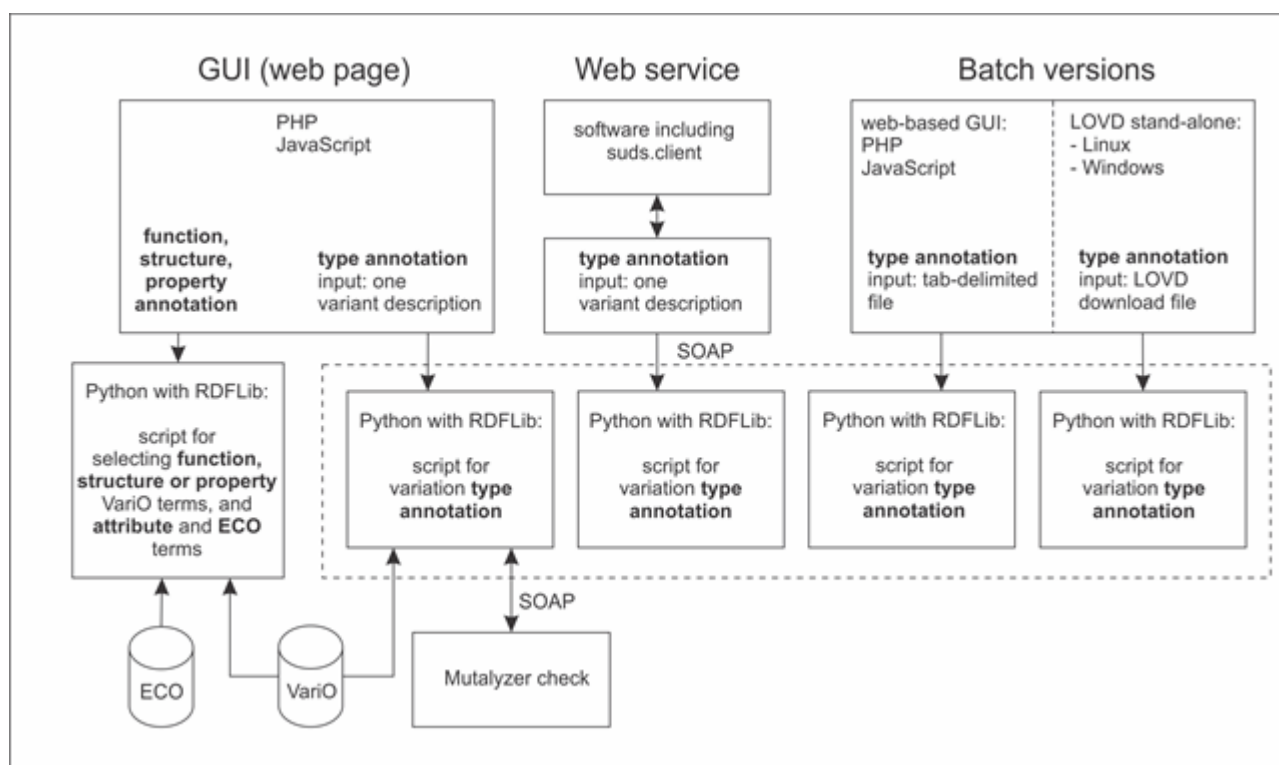 GUI (web page)
Web service
Batch versions
PHP
JavaScript
function,
structure,
property
annotation
type annotation
input: one
variant description
software including
suds.client
type annotation
input: one
variant description
web-based GUI:
PHP
JavaScript
type annotation
input: tab-delimited
file
LOVD stand-alone:
- Linux
- Windows
type annotation
input: LOVD
download file
SOAP
Python with RDFLib:
script for
selecting function,
structure or property
VariO terms, and
attribute and ECO
terms
Python with RDFLib:
script for
variation type
annotation
Python with RDFLib:
script for
variation type
annotation
Python with RDFLib:
script for
variation type
annotation
Python with RDFLib:
script for
variation type
annotation
SOAP
ECO
VariO
Mutalyzer check